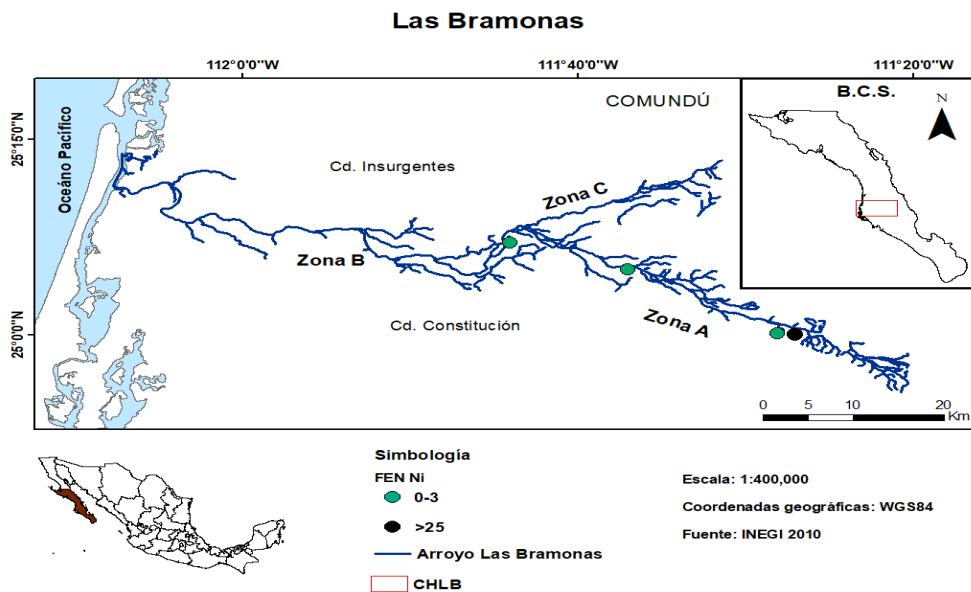 Las Bramonas
112°0'0"W
111°40'0"W
111°20'0"W
25°15'0"N
25°0'0"N
Oceáno Pacífico
COMUNDÚ
Cd. Insurgentes
Zona C
Zona B
Cd. Constitución
Zona A
B.C.S.
N
0 5 10 20
Km
Simbología
FEN Ni
0-3
>25
Arroyo Las Bramonas
CHLB
Escala: 1:400,000
Coordenadas geográficas: WGS84
Fuente: INEGI 2010